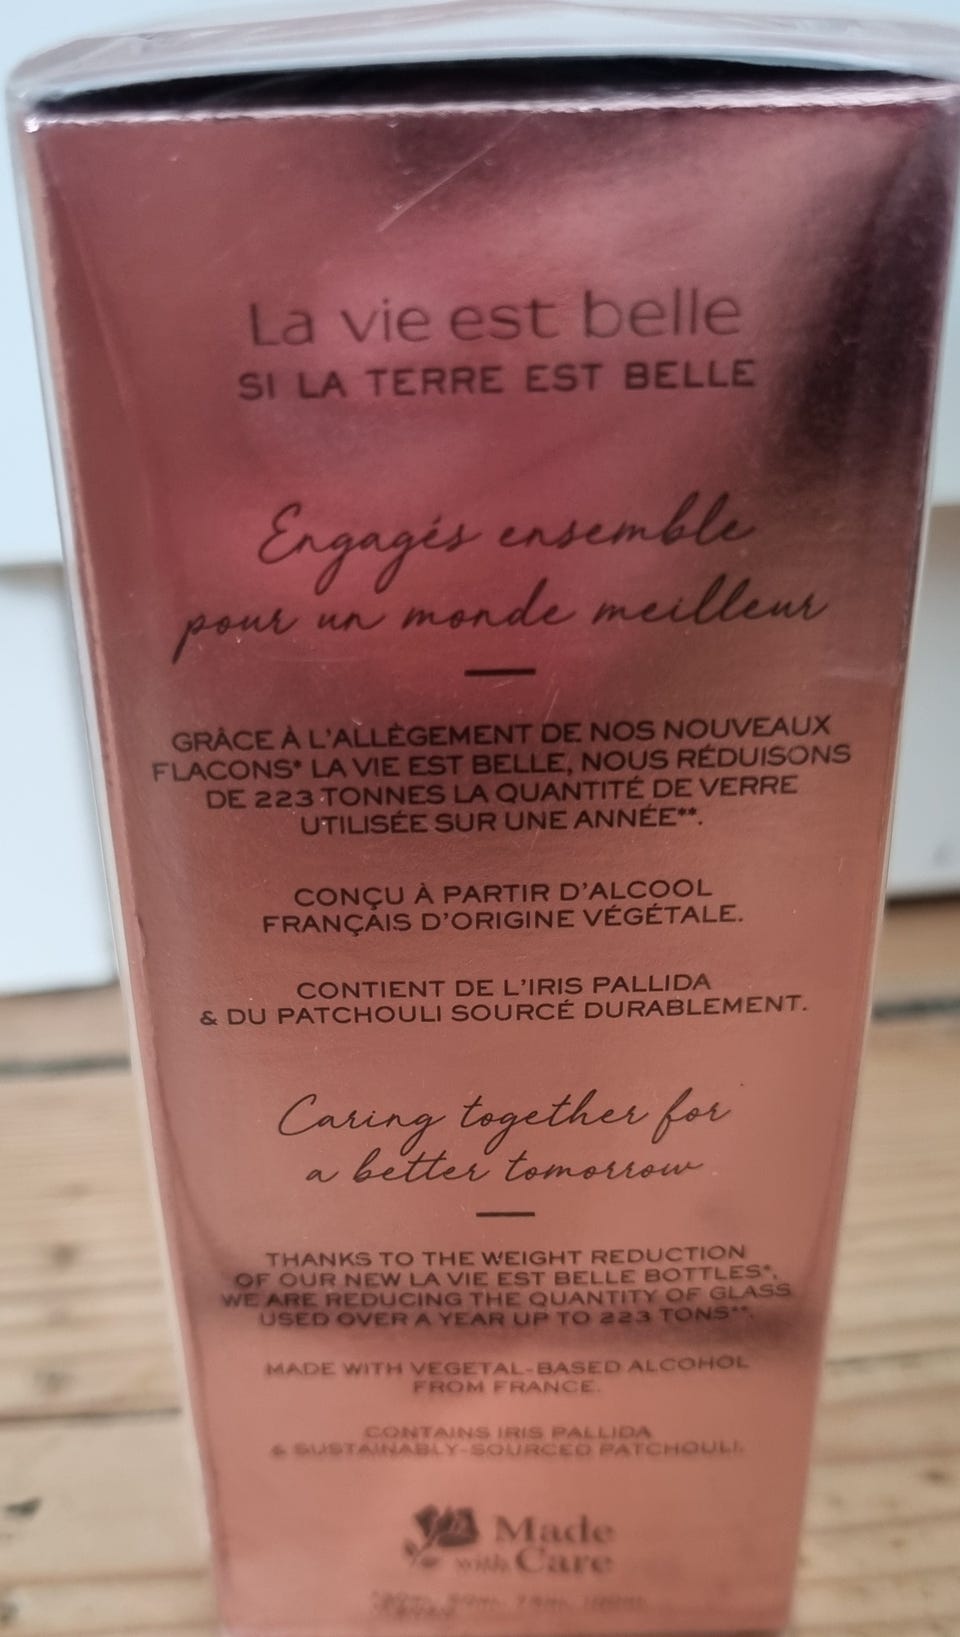 La vie est belle
SI LA TERRE EST BELLE
Engagés ensemble
pour un monde meilleur
GRÂCE À L'ALLÈGEMENT DE NOS NOUVEAUX
FLACONS* LA VIE EST BELLE, NOUS RÉDUISONS
DE 223 TONNES LA QUANTITÉ DE VERRE
UTILISÉE SUR UNE ANNÉE**.
CONÇU À PARTIR D'ALCOOL
FRANÇAIS D'ORIGINE VÉGÉTALE.
CONTIENT DE L'IRIS PALLIDA
& DU PATCHOULI SOURCÉ DURABLEMENT.
Caring together for
a better tomorrow
THANKS TO THE WEIGHT REDUCTION
OF OUR NEW LA VIE EST BELLE BOTTLES*,
WE ARE REDUCING THE QUANTITY OF GLASS
USED OVER A YEAR UP TO 223 TONS**.
MADE WITH VEGETAL-BASED ALCOHOL
FROM FRANCE.
CONTAINS IRIS PALLIDA
& SUSTAINABLY-SOURCED PATCHOULI.
Made
with Care